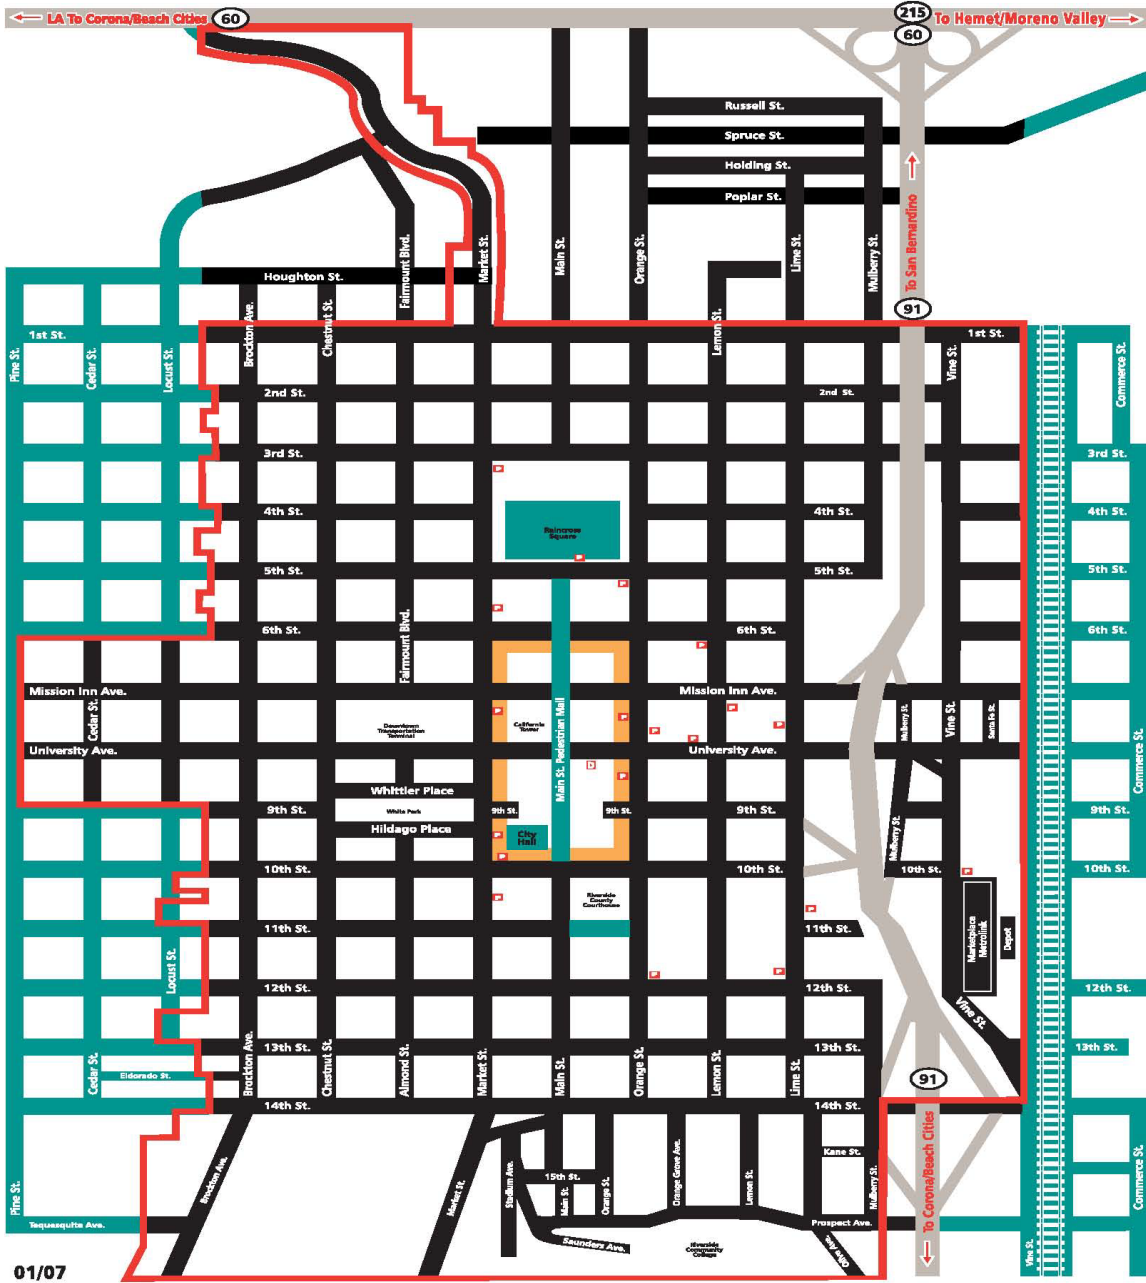 LA To Corona/Beach Cities
60
215
60
To Hemet/Moreno Valley
Russell St.
Spruce St.
Holding St.
Poplar St.
To San Bernardino
Fairmount Blvd.
Market St.
Main St.
Orange St.
Lime St.
Mulberry St.
Houghton St.
91
1st St.
1st St.
Pine St.
Cedar St.
Locust St.
Brockton Ave.
Chestnut St.
Lemon St.
Vine St.
Commerce St.
2nd St.
2nd St.
3rd St.
3rd St.
P
4th St.
4th St.
4th St.
Raincross
Square
P
5th St.
5th St.
5th St.
P
P
6th St.
6th St.
6th St.
Fairmount Blvd.
P
Mission Inn Ave.
Mission Inn Ave.
Cedar St.
Downtown
Transportation
Terminal
California
Tower
Main St. Pedestrian Mall
P
P
P
P
P
P
Mulberry St.
Vine St.
Santa Fe St.
Commerce St.
University Ave.
University Ave.
D
P
Whittler Place
White Park
9th St.
9th St.
9th St.
9th St.
9th St.
Hildago Place
City
Hall
P
P
Mulberry St.
10th St.
10th St.
10th St.
10th St.
P
P
Riverside
County
Courthouse
P
11th St.
11th St.
Marketplace
Metrolink
Depot
Locust St.
P
P
12th St.
12th St.
12th St.
Vine St.
13th St.
13th St.
13th St.
Cedar St.
Brockton Ave.
Chestnut St.
Almond St.
Market St.
Main St.
Orange St.
Lemon St.
Lime St.
Eldorado St.
91
14th St.
14th St.
Kane St.
15th St.
Pine St.
Brockton Ave.
Market St.
Stadium Ave.
Main St.
Orange St.
Orange Grove Ave.
Lemon St.
Mulberry St.
To Corona/Beach Cities
Commerce St.
Tequesquite Ave.
Prospect Ave.
Saunders Ave.
Riverside
Community
College
Olive Ave.
Vine St.
01/07